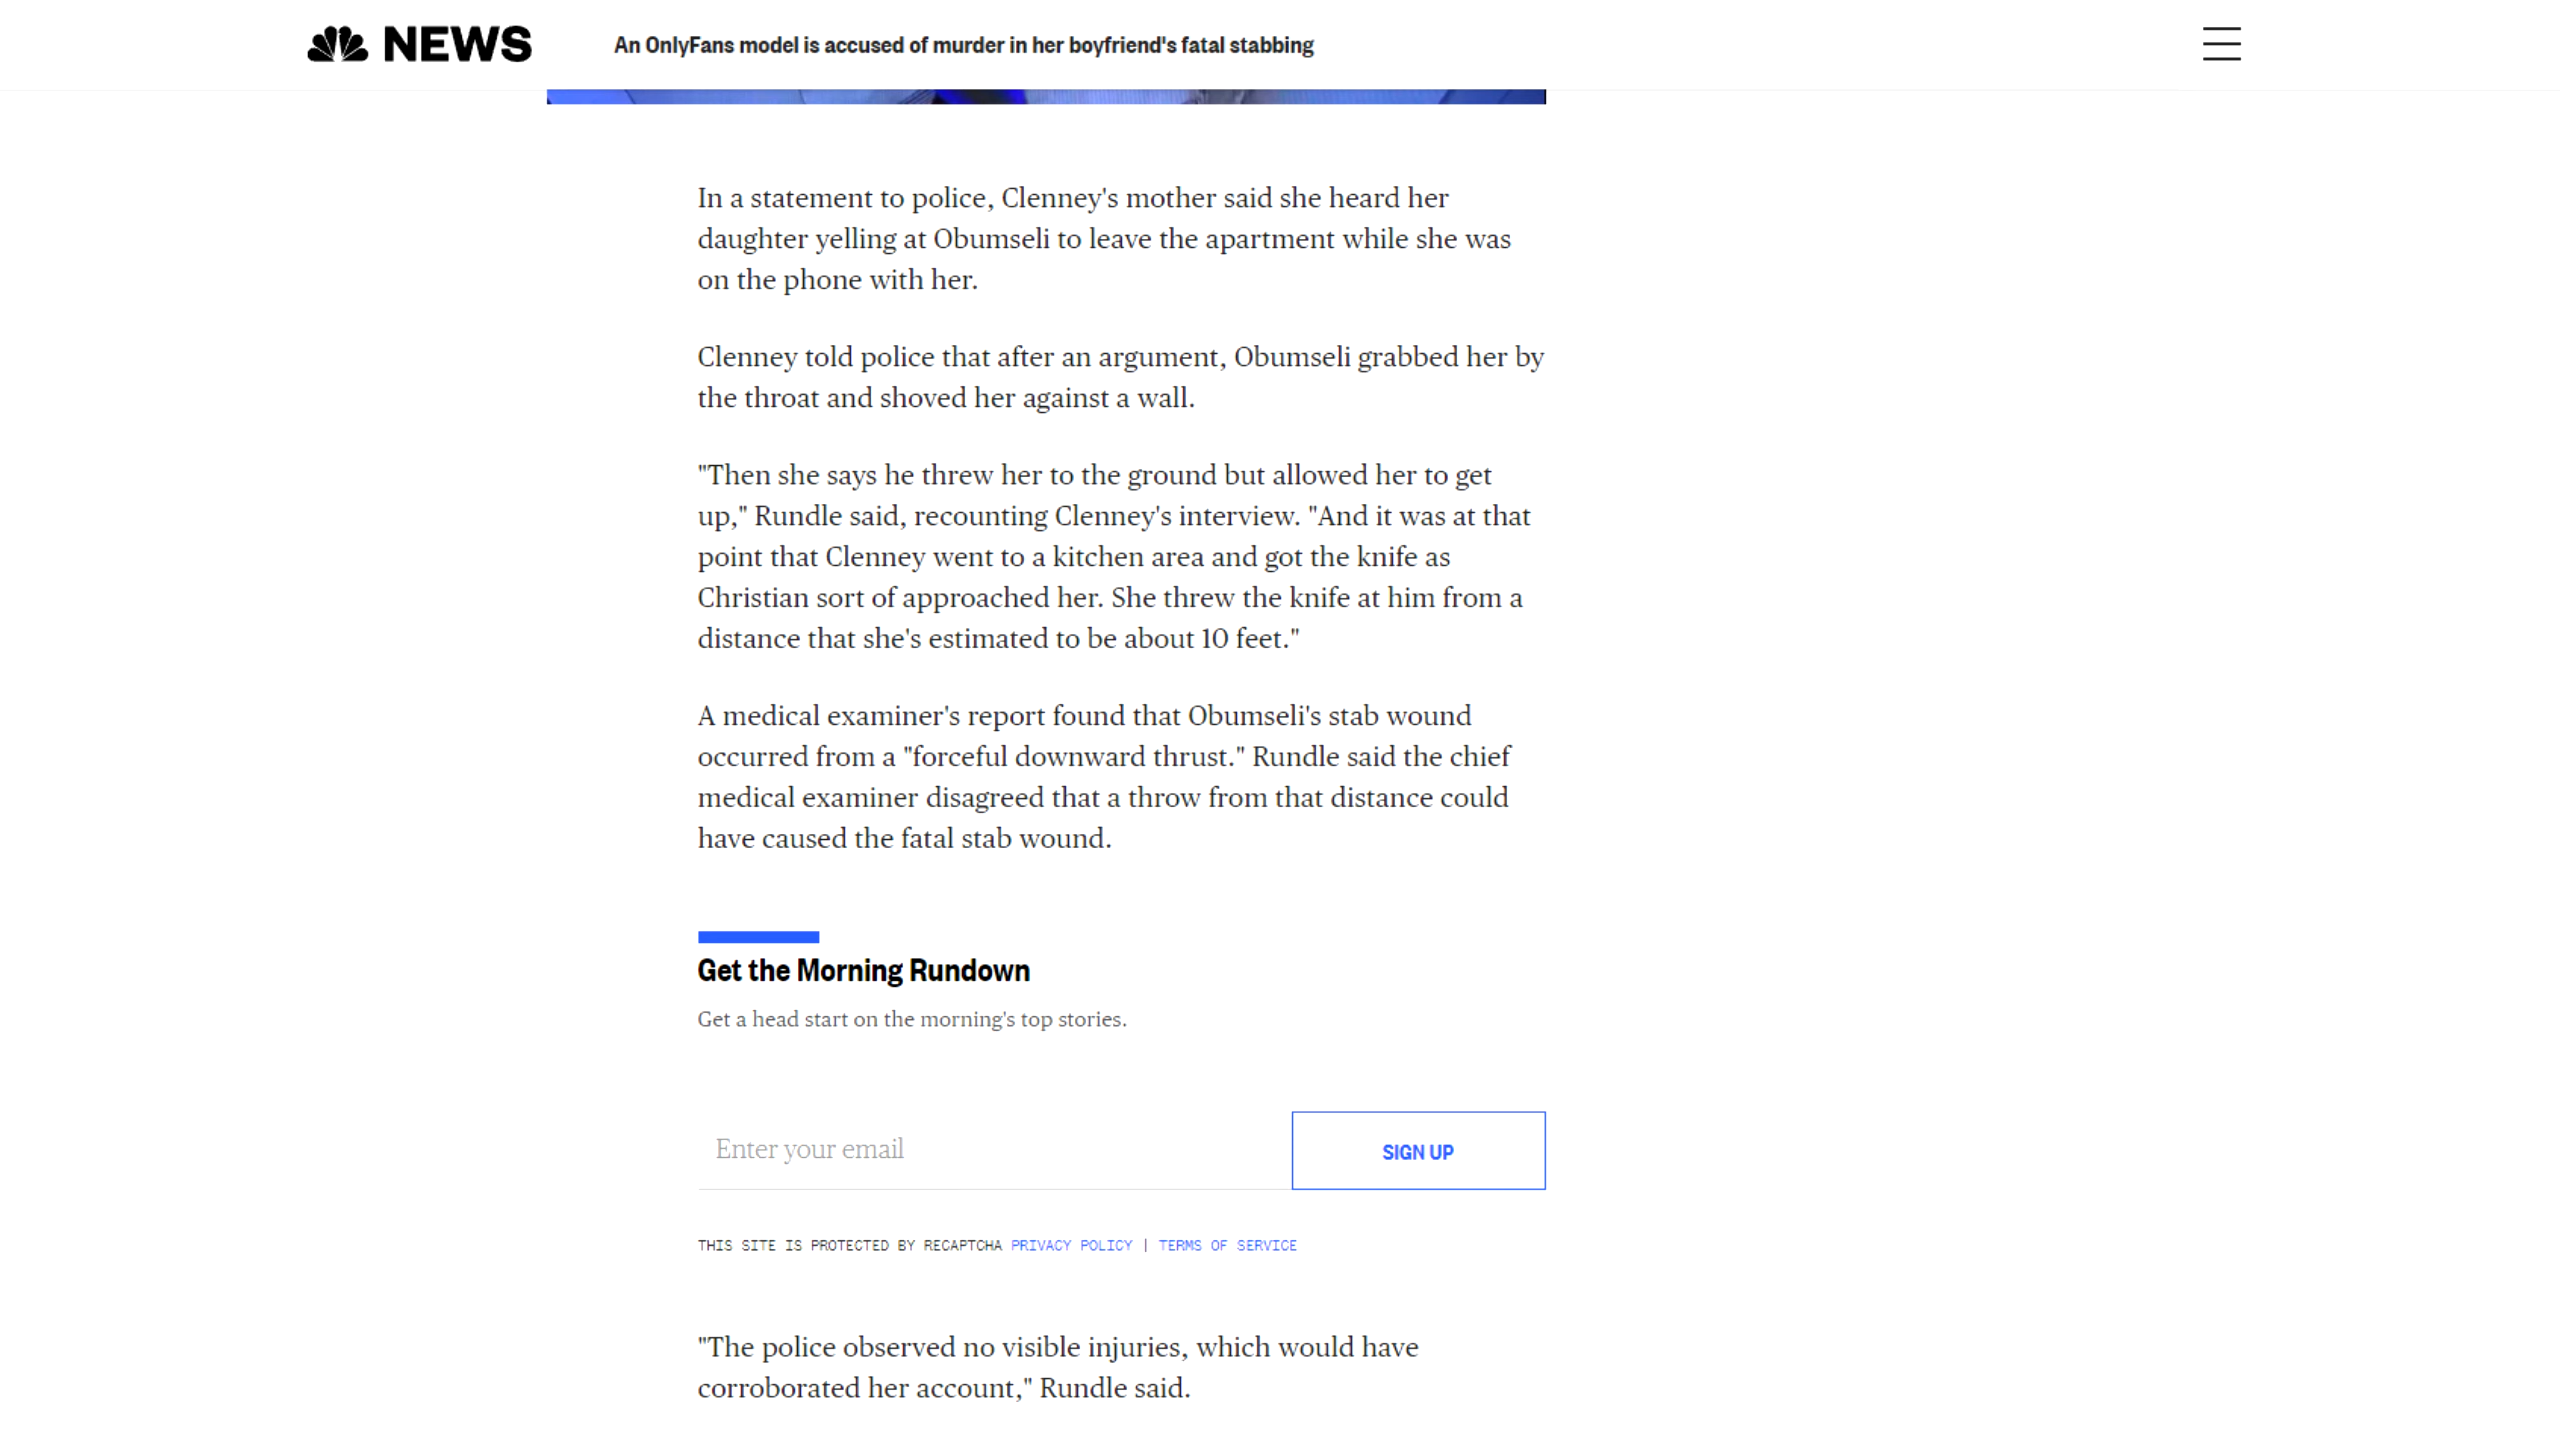 NEWS
An OnlyFans model is accused of murder in her boyfriend's fatal stabbing
In a statement to police, Clenney's mother said she heard her
daughter yelling at Obumseli to leave the apartment while she was
on the phone with her.
Clenney told police that after an argument, Obumseli grabbed her by
the throat and shoved her against a wall.
"Then she says he threw her to the ground but allowed her to get
up," Rundle said, recounting Clenney's interview. "And it was at that
point that Clenney went to a kitchen area and got the knife as
Christian sort of approached her. She threw the knife at him from a
distance that she's estimated to be about 10 feet."
A medical examiner's report found that Obumseli's stab wound
occurred from a "forceful downward thrust." Rundle said the chief
medical examiner disagreed that a throw from that distance could
have caused the fatal stab wound.
Get the Morning Rundown
Get a head start on the morning's top stories.
Enter your email
SIGN UP
THIS SITE IS PROTECTED BY RECAPTCHA PRIVACY POLICY | TERMS OF SERVICE
"The police observed no visible injuries, which would have
corroborated her account," Rundle said.